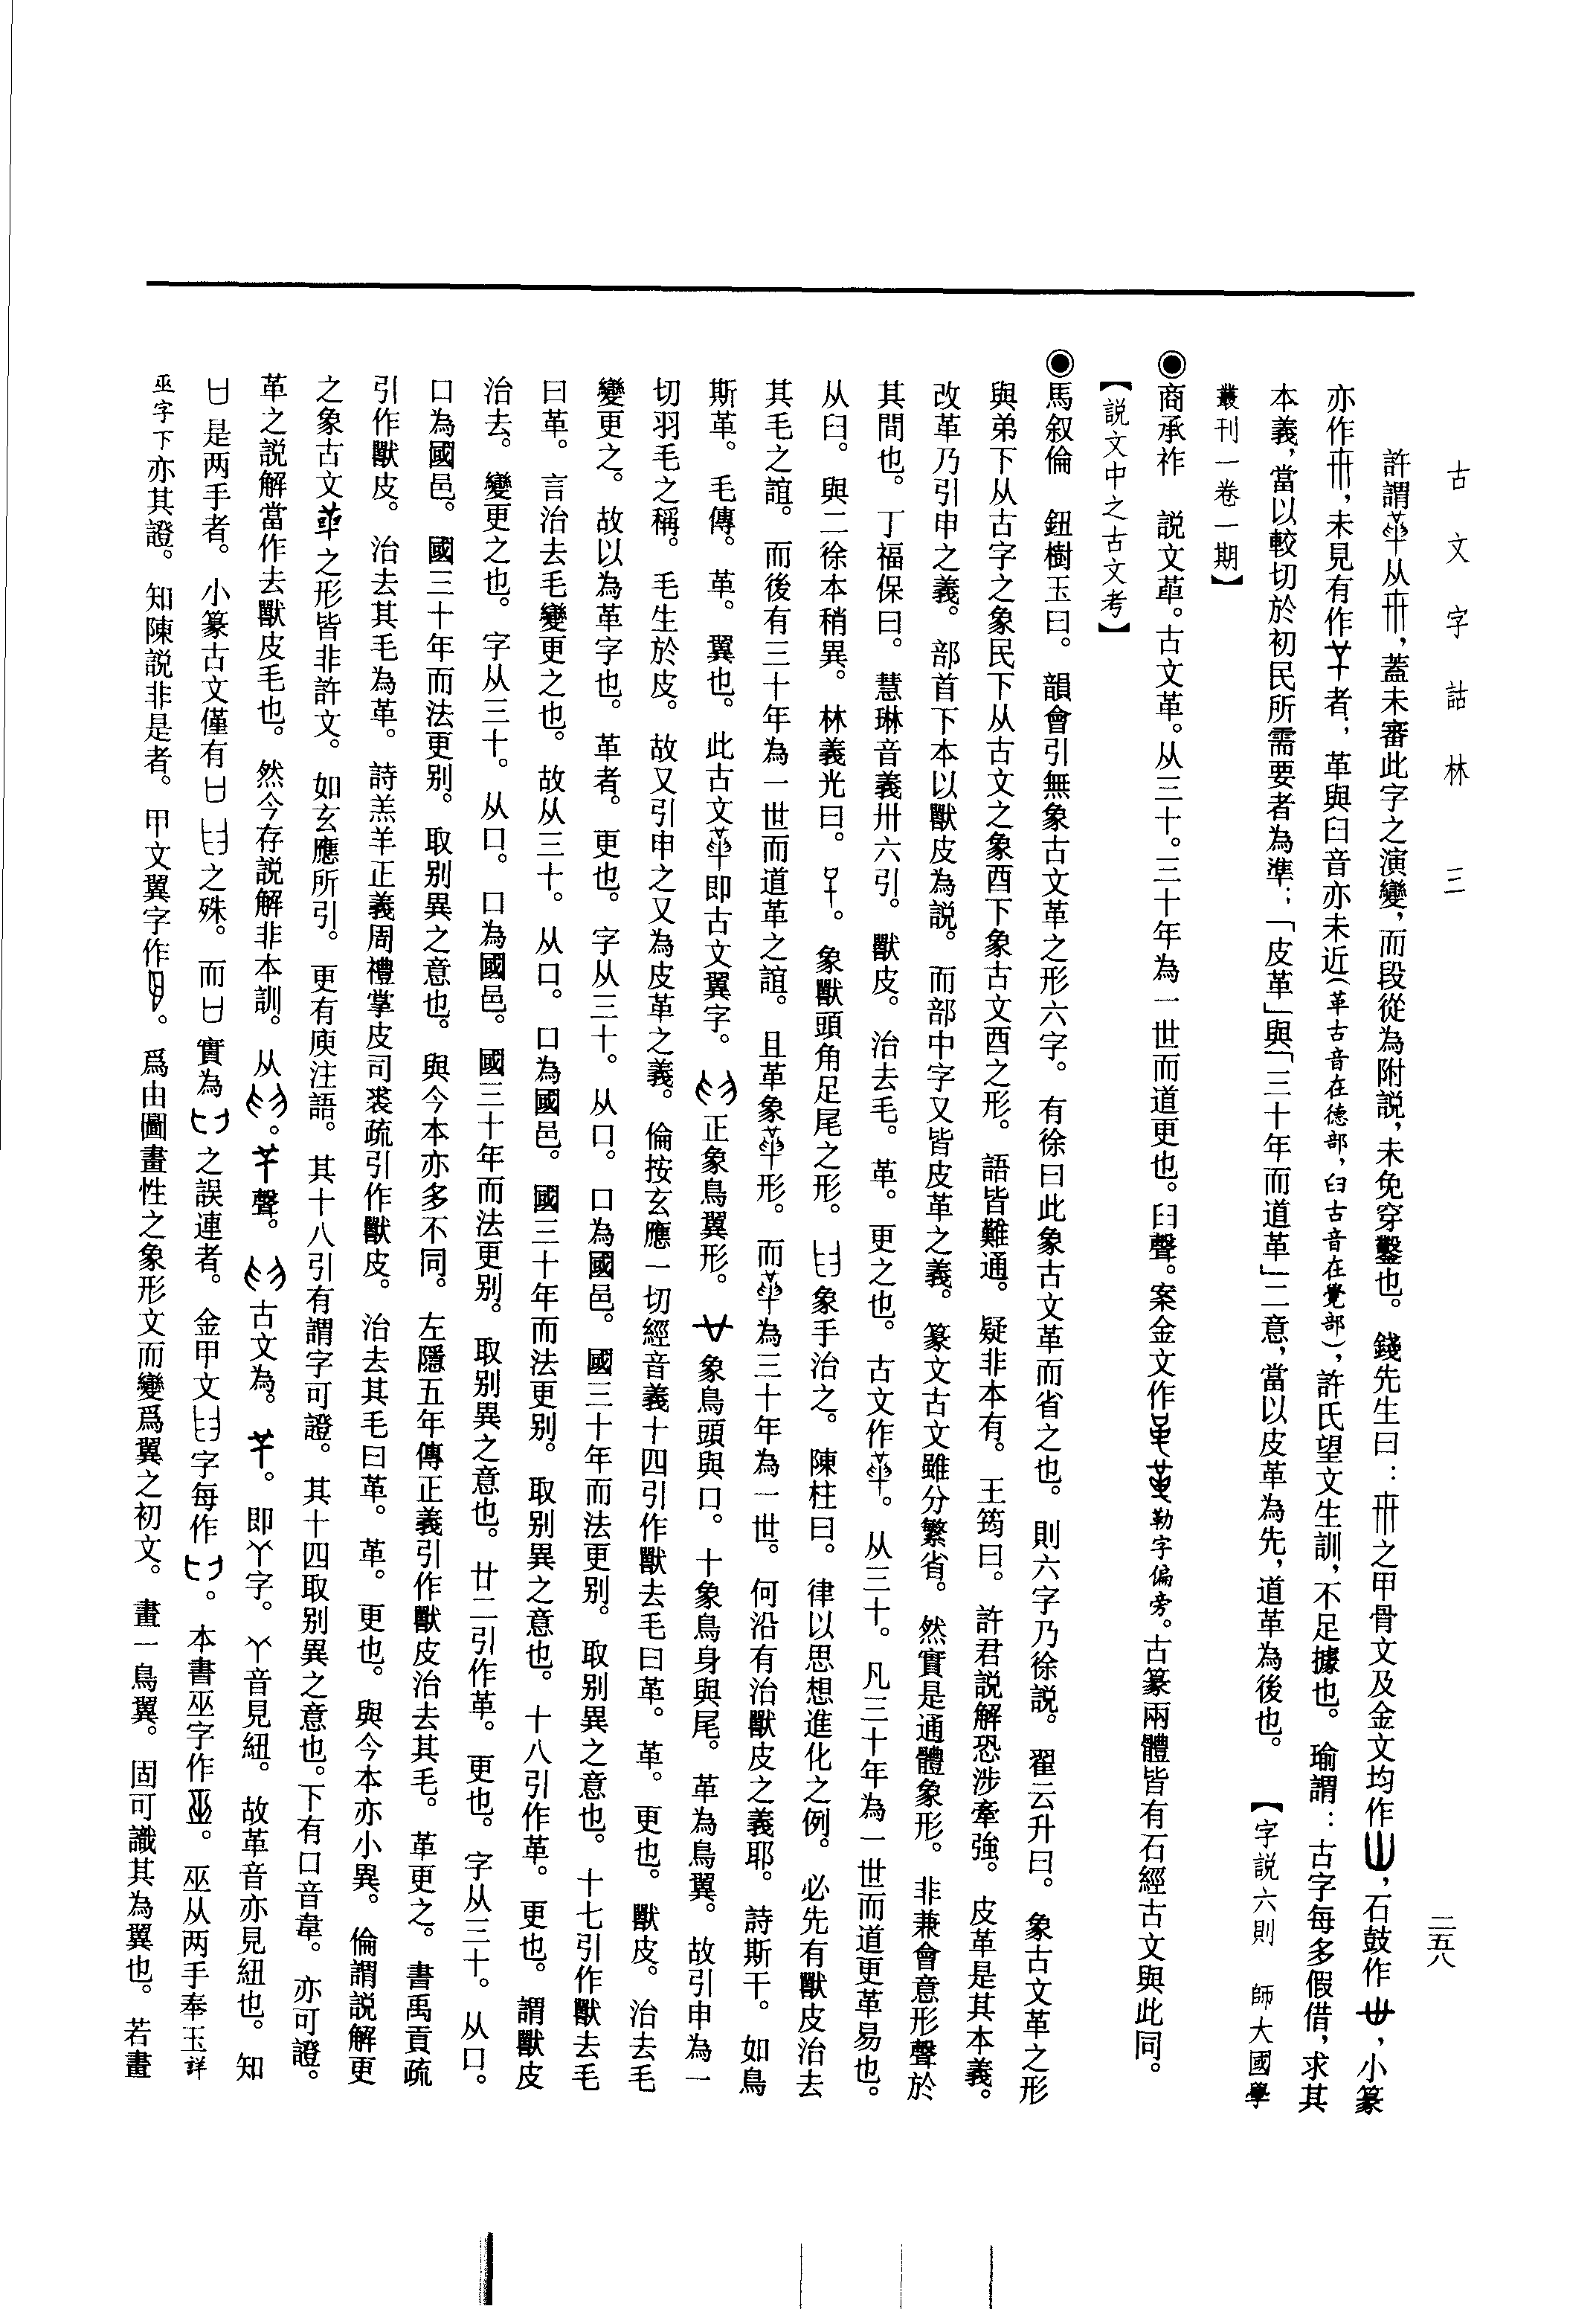 古文字詁林 三
二五八
許謂从卅，蓋未審此字之演變，而段從為附説，未免穿鑿也。 錢先生曰：卅之甲骨文及金文均作，石鼓作，小篆
亦作卅，未見有作者；革與臼音亦未近（革古音在德部，臼古音在覺部），許氏望文生訓，不足據也。 瑜謂：古字每多假借，求其
本義，當以較切於初民所需要者為準；「皮革」與「三十年而道革」二意，當以皮革為先，道革為後也。 【字説六則 師大國學
叢刊一卷一期】
◉商承祚 説文𠦶。古文革。从三十。三十年為一世而道更也。臼聲。案金文作勒字偏旁。古篆兩體皆有石經古文與此同。
【説文中之古文考】
◉馬叙倫 鈕樹玉曰。韻會引無象古文革之形六字。有徐曰此象古文革而省之也。則六字乃徐説。翟云升曰。象古文革之形
與弟下从古字之象民下从古文之象酉下象古文酉之形。語皆難通。疑非本有。王筠曰。許君説解恐涉牽強。皮革是其本義。
改革乃引申之義。部首下本以獸皮為説。而部中字又皆皮革之義。篆文古文雖分繁省。然實是通體象形。非兼會意形聲於
其間也。丁福保曰。慧琳音義卅六引。獸皮。治去毛。革。更之也。古文作。从三十。凡三十年為一世而道更革易也。
从臼。與二徐本稍異。林義光曰。。象獸頭角足尾之形。象手治之。陳柱曰。律以思想進化之例。必先有獸皮治去
其毛之誼。而後有三十年為一世而道革之誼。且革象形。而為三十年為一世。何沿有治獸皮之義耶。詩斯干。如鳥
斯革。毛傳。革。翼也。此古文即古文翼字。正象鳥翼形。象鳥頭與口。十象鳥身與尾。革為鳥翼。故引申為一
切羽毛之稱。毛生於皮。故又引申之又為皮革之義。倫按玄應一切經音義十四引作獸去毛曰革。革。更也。獸皮。治去毛
變更之。故以為革字也。革者。更也。字从三十。从口。口為國邑。國三十年而法更別。取别異之意也。十七引作獸去毛
曰革。言治去毛變更之也。故从三十。从口。口為國邑。國三十年而法更别。取别異之意也。十八引作革。更也。謂獸皮
治去。變更之也。字从三十。从口。口為國邑。國三十年而法更别。取别異之意也。廿二引作革。更也。字从三十。从口。
口為國邑。國三十年而法更别。取别異之意也。與今本亦多不同。左隱五年傳正義引作獸皮治去其毛。革更之。書禹貢疏
引作獸皮。治去其毛為革。詩羔羊正義周禮掌皮司裘疏引作獸皮。治去其毛曰革。革。更也。與今本亦小異。倫謂説解更
之象古文之形皆非許文。如玄應所引。更有庾注語。其十八引有謂字可證。其十四取别異之意也。下有口音韋。亦可證。
革之説解當作去獸皮毛也。然今存説解非本訓。从。聲。古文為。。即丫字。丫音見紐。故革音亦見紐也。知
是两手者。小篆古文僅有之殊。而實為之誤連者。金甲文字每作。本書巫字作。巫从两手奉玉詳
巫字下亦其證。知陳説非是者。甲文翼字作。爲由圖畫性之象形文而變爲翼之初文。畫一鳥翼。固可識其為翼也。若畫